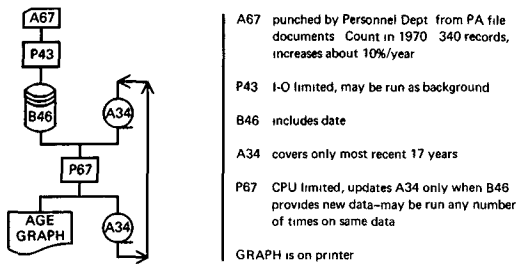 A67
P43
B46
A34
P67
AGE
GRAPH
A34
A67 punched by Personnel Dept from PA file
documents Count in 1970 340 records,
increases about 10%/year
P43 I-O limited, may be run as background
B46 includes date
A34 covers only most recent 17 years
P67 CPU limited, updates A34 only when B46
provides new data–may be run any number
of times on same data
GRAPH is on printer